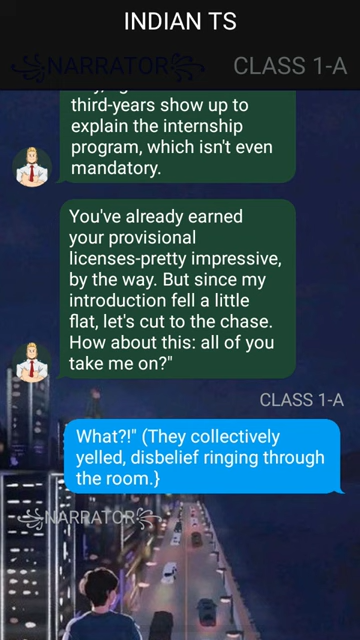 INDIAN TS
NARRATOR
CLASS 1-A
third-years show up to
explain the internship
program, which isn't even
mandatory.
You've already earned
your provisional
licenses-pretty impressive,
by the way. But since my
introduction fell a little
flat, let's cut to the chase.
How about this: all of you
take me on?"
CLASS 1-A
What?!" (They collectively
yelled, disbelief ringing through
the room.}
NARRATOR